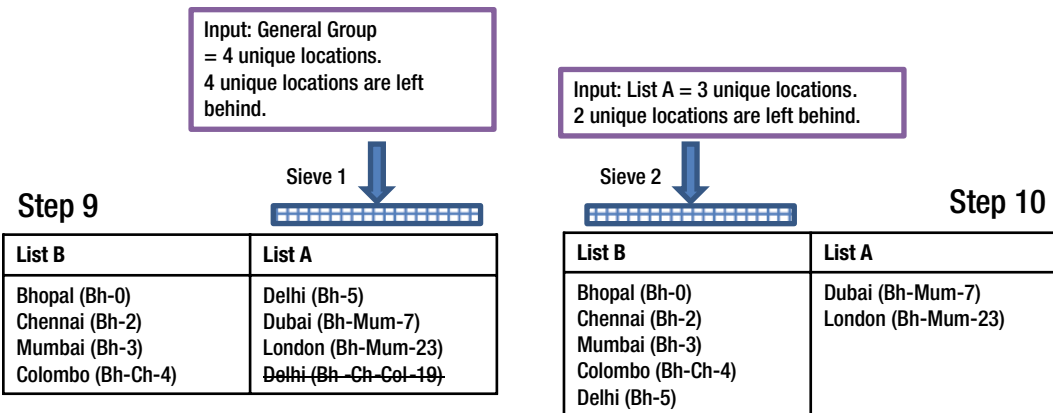 Input: General Group
= 4 unique locations.
4 unique locations are left
behind.
Sieve 1
Step 9
List B
List A
Bhopal (Bh-0)
Chennai (Bh-2)
Mumbai (Bh-3)
Colombo (Bh-Ch-4)
Delhi (Bh-5)
Dubai (Bh-Mum-7)
London (Bh-Mum-23)
Delhi (Bh -Ch-Col-19)
Input: List A = 3 unique locations.
2 unique locations are left behind.
Sieve 2
Step 10
List B
List A
Bhopal (Bh-0)
Chennai (Bh-2)
Mumbai (Bh-3)
Colombo (Bh-Ch-4)
Delhi (Bh-5)
Dubai (Bh-Mum-7)
London (Bh-Mum-23)